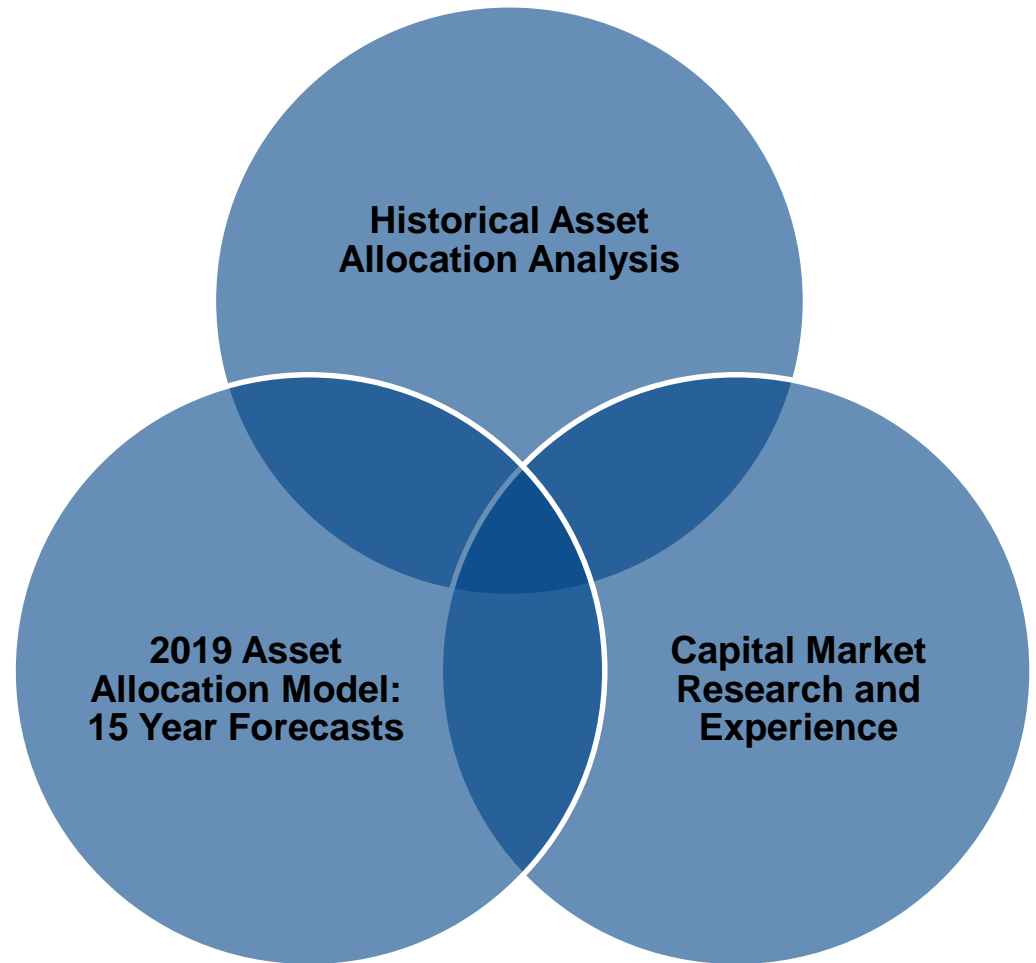 Historical Asset
Allocation Analysis
2019 Asset
Allocation Model:
15 Year Forecasts
Capital Market
Research and
Experience